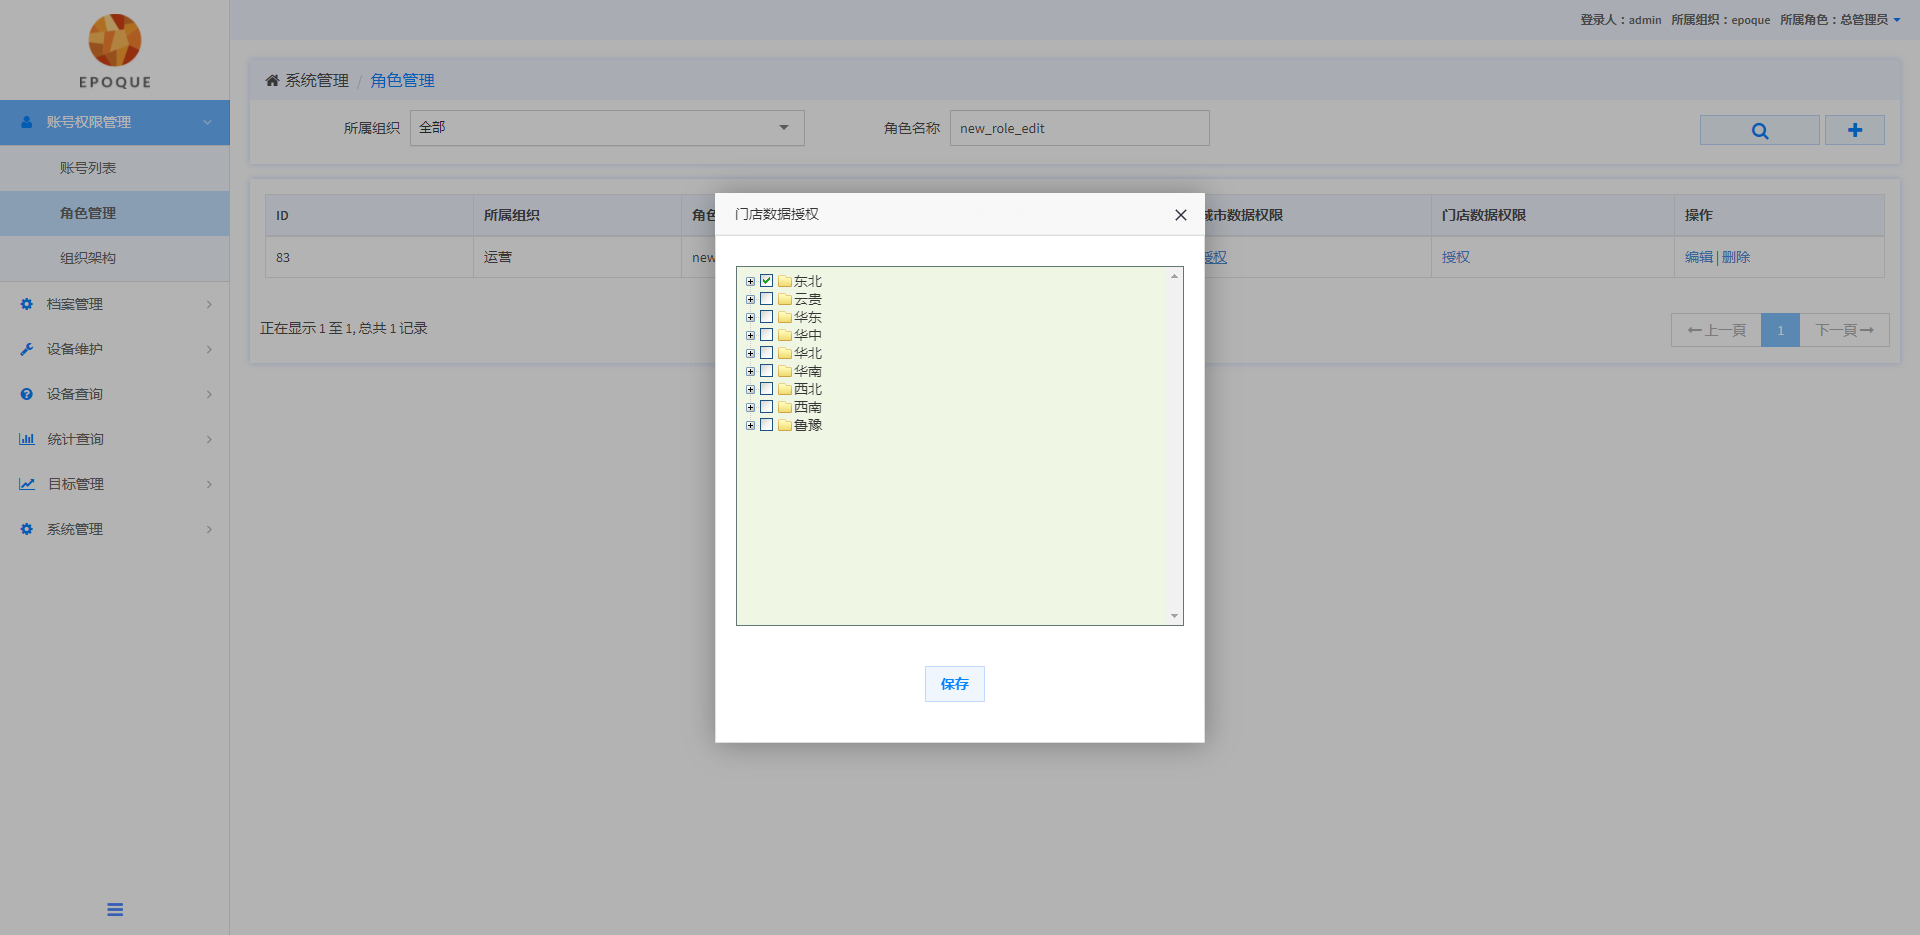 登录人：admin 所属组织：epoque 所属角色：总管理员
EPOQUE
账号权限管理
账号列表
角色管理
组织架构
档案管理
设备维护
设备查询
统计查询
目标管理
系统管理
系统管理 / 角色管理
所属组织 全部 角色名称 new_role_edit
ID 所属组织 角色 城市数据权限 门店数据权限 操作
83 运营 new 授权 授权 编辑 | 删除
正在显示 1 至 1, 总共 1 记录
←上一頁 1 下一頁→
门店数据授权
东北
云贵
华东
华中
华北
华南
西北
西南
鲁豫
保存